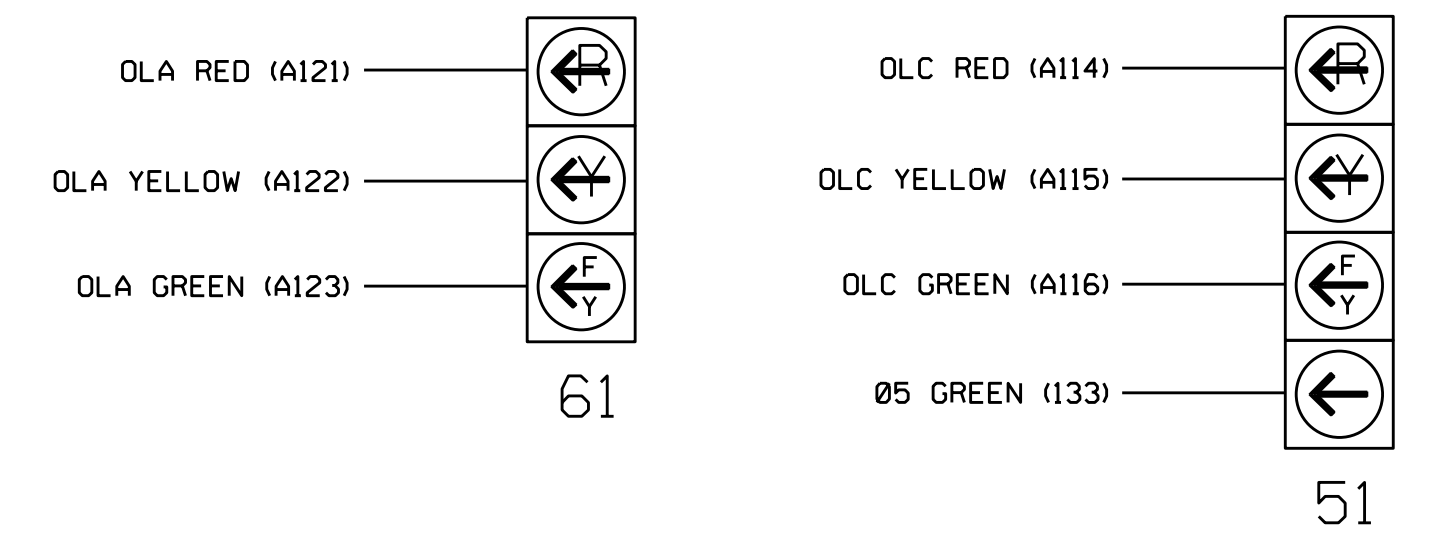 OLA RED (A121)
R
OLA YELLOW (A122)
Y
OLA GREEN (A123)
F
Y
61
OLC RED (A114)
R
OLC YELLOW (A115)
Y
OLC GREEN (A116)
F
Y
Ø5 GREEN (133)
51